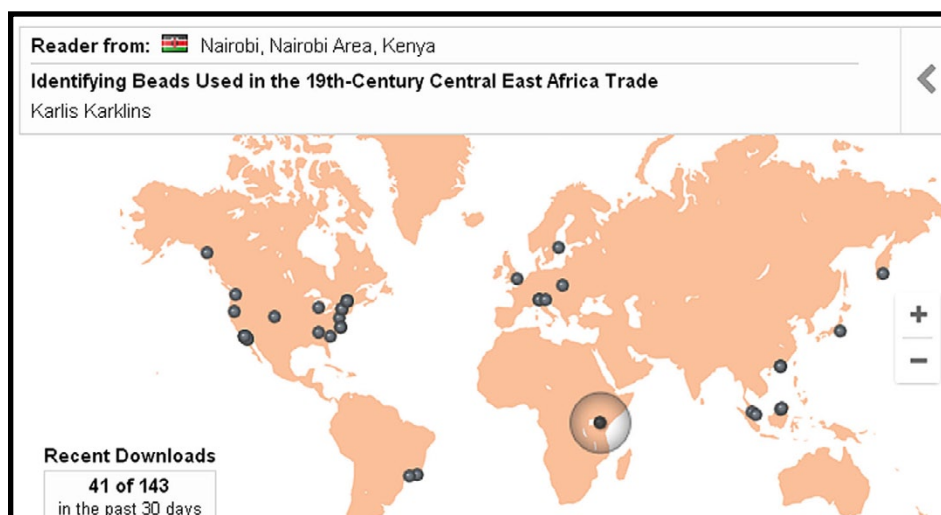 Reader from: Nairobi, Nairobi Area, Kenya
Identifying Beads Used in the 19th-Century Central East Africa Trade
Karlis Karklins
+
−
Recent Downloads
41 of 143
in the past 30 days